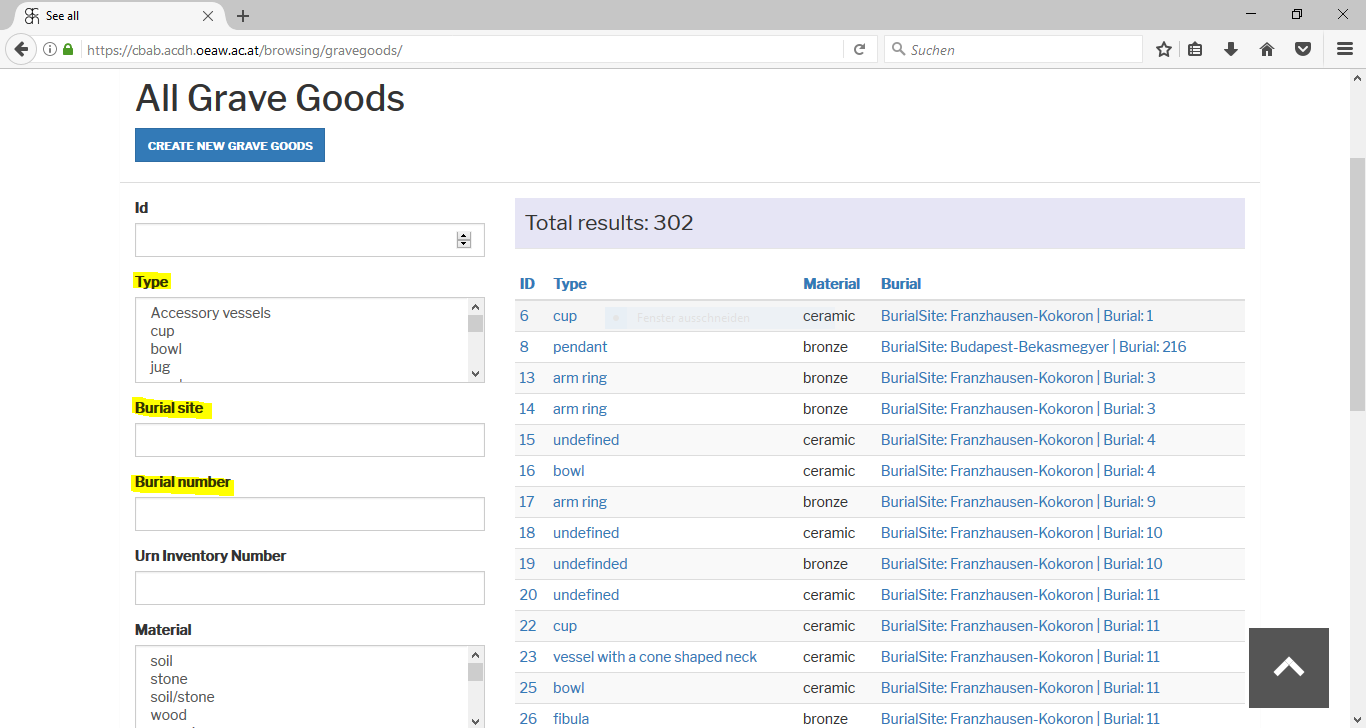 See all
https://cbab.acdh.oeaw.ac.at/browsing/gravegoods/
Suchen
All Grave Goods
CREATE NEW GRAVE GOODS
Id
Type
Accessory vessels
cup
bowl
jug
Burial site
Burial number
Urn Inventory Number
Material
soil
stone
soil/stone
wood
Total results: 302
ID Type Material Burial
6 cup Fenster ausschneiden ceramic BurialSite: Franzhausen-Kokoron | Burial: 1
8 pendant bronze BurialSite: Budapest-Bekasmegyer | Burial: 216
13 arm ring bronze BurialSite: Franzhausen-Kokoron | Burial: 3
14 arm ring bronze BurialSite: Franzhausen-Kokoron | Burial: 3
15 undefined ceramic BurialSite: Franzhausen-Kokoron | Burial: 4
16 bowl ceramic BurialSite: Franzhausen-Kokoron | Burial: 4
17 arm ring bronze BurialSite: Franzhausen-Kokoron | Burial: 9
18 undefined ceramic BurialSite: Franzhausen-Kokoron | Burial: 10
19 undefinded bronze BurialSite: Franzhausen-Kokoron | Burial: 10
20 undefined ceramic BurialSite: Franzhausen-Kokoron | Burial: 11
22 cup ceramic BurialSite: Franzhausen-Kokoron | Burial: 11
23 vessel with a cone shaped neck ceramic BurialSite: Franzhausen-Kokoron | Burial: 11
25 bowl ceramic BurialSite: Franzhausen-Kokoron | Burial: 11
26 fibula bronze BurialSite: Franzhausen-Kokoron | Burial: 11